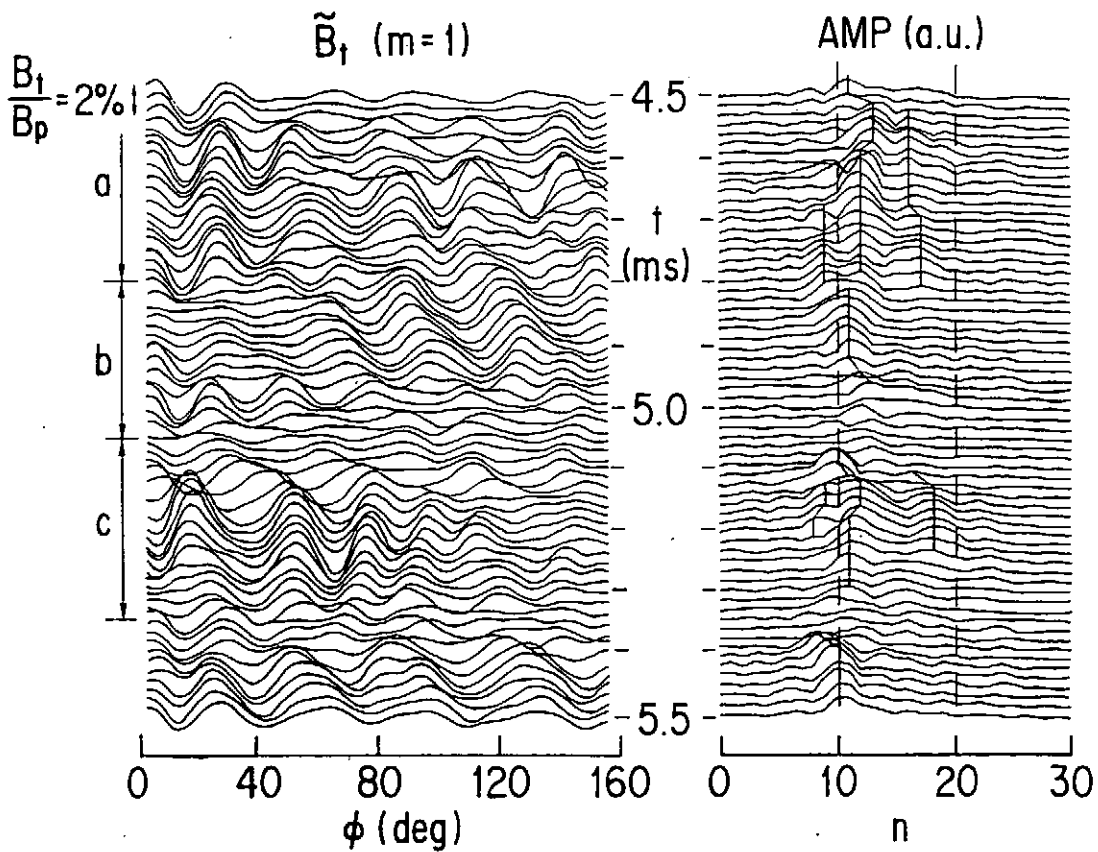 B̃t (m=1)
AMP (a.u.)
Bt/Bp = 2% I
a
b
c
4.5
t
(ms)
5.0
5.5
0 40 80 120 160
ϕ (deg)
0 10 20 30
n